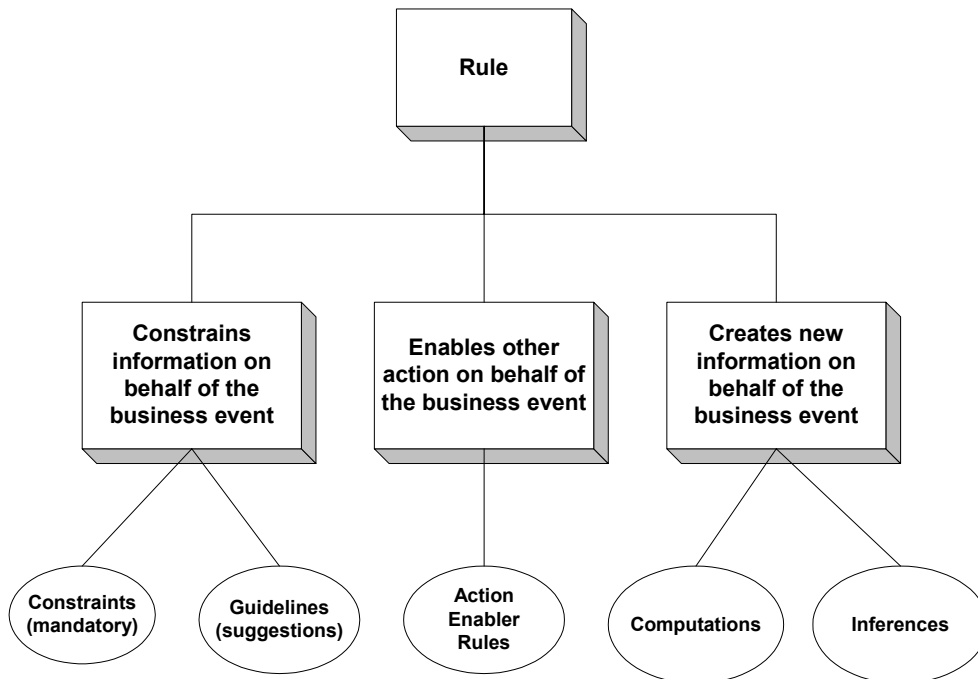 Rule
Constrains
information on
behalf of the
business event
Enables other
action on behalf of
the business event
Creates new
information on
behalf of the
business event
Constraints
(mandatory)
Guidelines
(suggestions)
Action
Enabler
Rules
Computations
Inferences